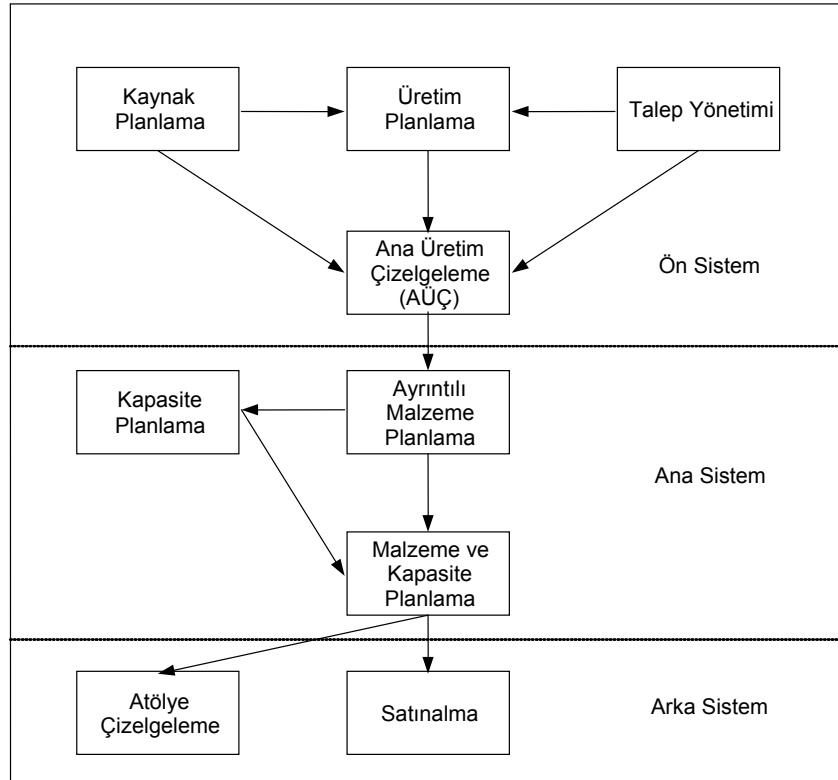 Kaynak
Planlama
Üretim
Planlama
Talep Yönetimi
Ana Üretim
Çizelgeleme
(AÜÇ)
Ön Sistem
Kapasite
Planlama
Ayrıntılı
Malzeme
Planlama
Ana Sistem
Malzeme ve
Kapasite
Planlama
Atölye
Çizelgeleme
Satınalma
Arka Sistem